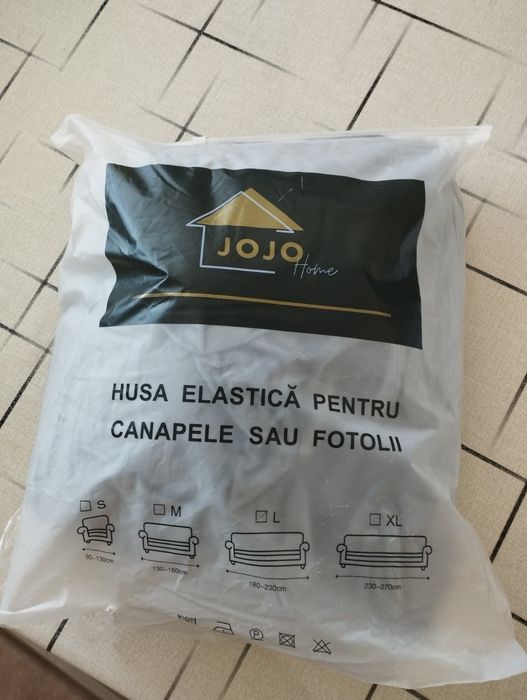 JOJO
Home
HUSA ELASTICĂ PENTRU
CANAPELE SAU FOTOLII
S M L XL
90-130cm 130-180cm 180-230cm 230-270cm
P